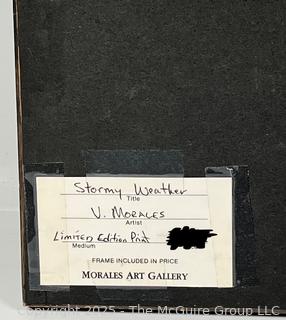 Stormy Weather
Title
V. Morales
Artist
Limited Edition Print
Medium
FRAME INCLUDED IN PRICE
MORALES ART GALLERY
Copyright 2025 - The McGuire Group LLC